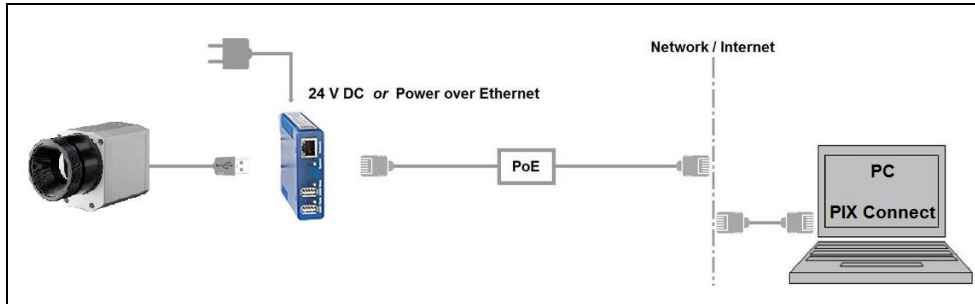 Network / Internet
24 V DC or Power over Ethernet
PoE
PC
PIX Connect